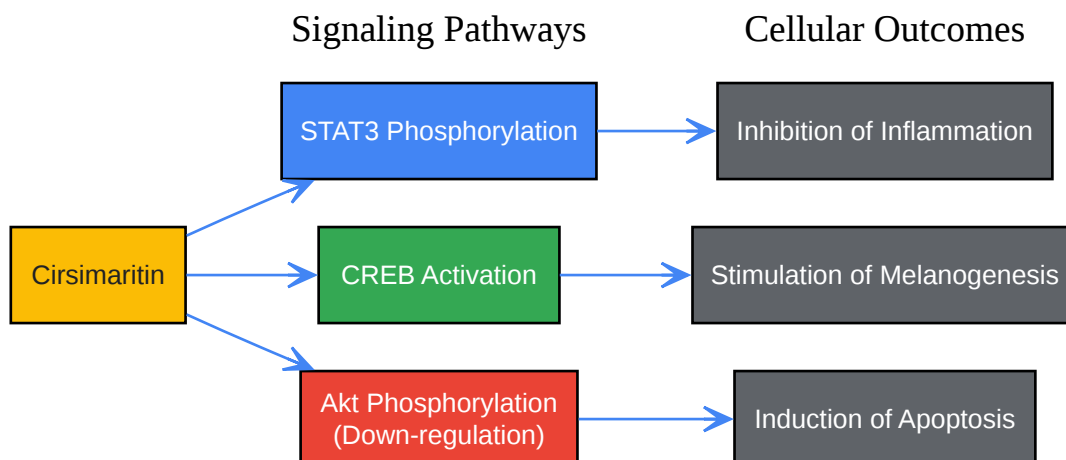 Signaling Pathways
Cellular Outcomes
STAT3 Phosphorylation
Inhibition of Inflammation
Cirsimaritin
CREB Activation
Stimulation of Melanogenesis
Akt Phosphorylation
(Down-regulation)
Induction of Apoptosis